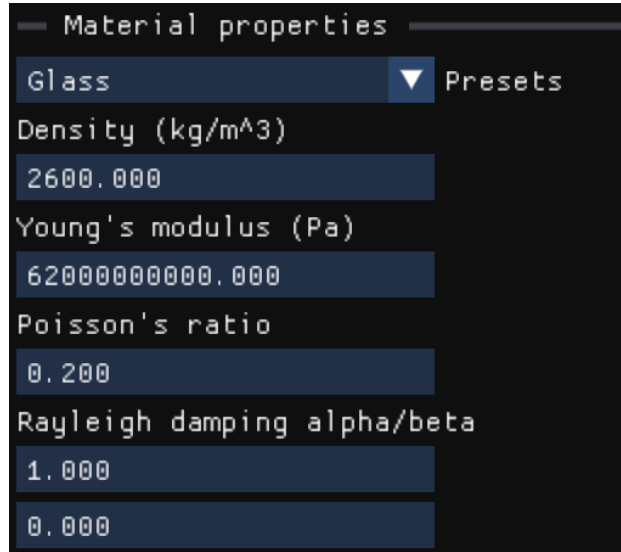 Material properties
Glass Presets
Density (kg/m^3)
2600.000
Young's modulus (Pa)
62000000000.000
Poisson's ratio
0.200
Rayleigh damping alpha/beta
1.000
0.000